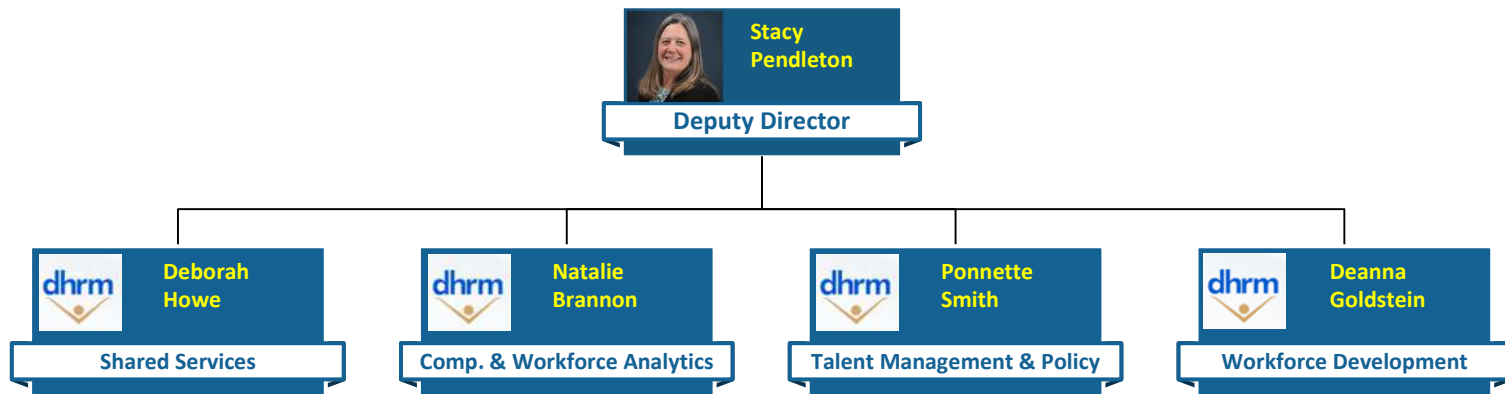 Stacy
Pendleton
Deputy Director
dhrm
Deborah
Howe
Shared Services
dhrm
Natalie
Brannon
Comp. & Workforce Analytics
dhrm
Ponnette
Smith
Talent Management & Policy
dhrm
Deanna
Goldstein
Workforce Development